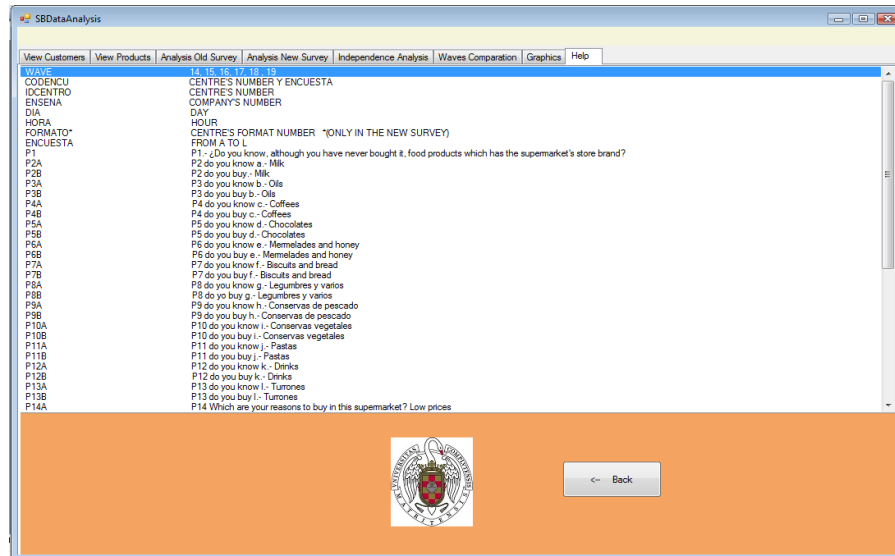 SBDataAnalysis
View Customers View Products Analysis Old Survey Analysis New Survey Independence Analysis Waves Comparation Graphics Help
WAVE 14, 15, 16, 17, 18 , 19
CODENCU CENTRE'S NUMBER Y ENCUESTA
IDCENTRO CENTRE'S NUMBER
ENSENA COMPANY'S NUMBER
DIA DAY
HORA HOUR
FORMATO* CENTRE'S FORMAT NUMBER *(ONLY IN THE NEW SURVEY)
ENCUESTA FROM A TO L
P1 P1.- ¿Do you know, although you have never bought it, food products which has the supermarket's store brand?
P2A P2 do you know a.- Milk
P2B P2 do you buy.- Milk
P3A P3 do you know b.- Oils
P3B P3 do you buy b.- Oils
P4A P4 do you know c.- Coffees
P4B P4 do you buy c.- Coffees
P5A P5 do you know d.- Chocolates
P5B P5 do you buy d.- Chocolates
P6A P6 do you know e.- Memelades and honey
P6B P6 do you buy e.- Memelades and honey
P7A P7 do you know f.- Biscuits and bread
P7B P7 do you buy f.- Biscuits and bread
P8A P8 do you know g.- Legumbres y varios
P8B P8 do yo buy g.- Legumbres y varios
P9A P9 do you know h.- Conservas de pescado
P9B P9 do you buy h.- Conservas de pescado
P10A P10 do you know i.- Conservas vegetales
P10B P10 do you buy i.- Conservas vegetales
P11A P11 do you know j.- Pastas
P11B P11 do you buy j.- Pastas
P12A P12 do you know k.- Drinks
P12B P12 do you buy k.- Drinks
P13A P13 do you know l.- Turrones
P13B P13 do you buy l.- Turrones
P14A P14 Which are your reasons to buy in this supermarket? Low prices
VNIVERSITAS COMPLVTENSIS
MATRITENSIS
<-- Back